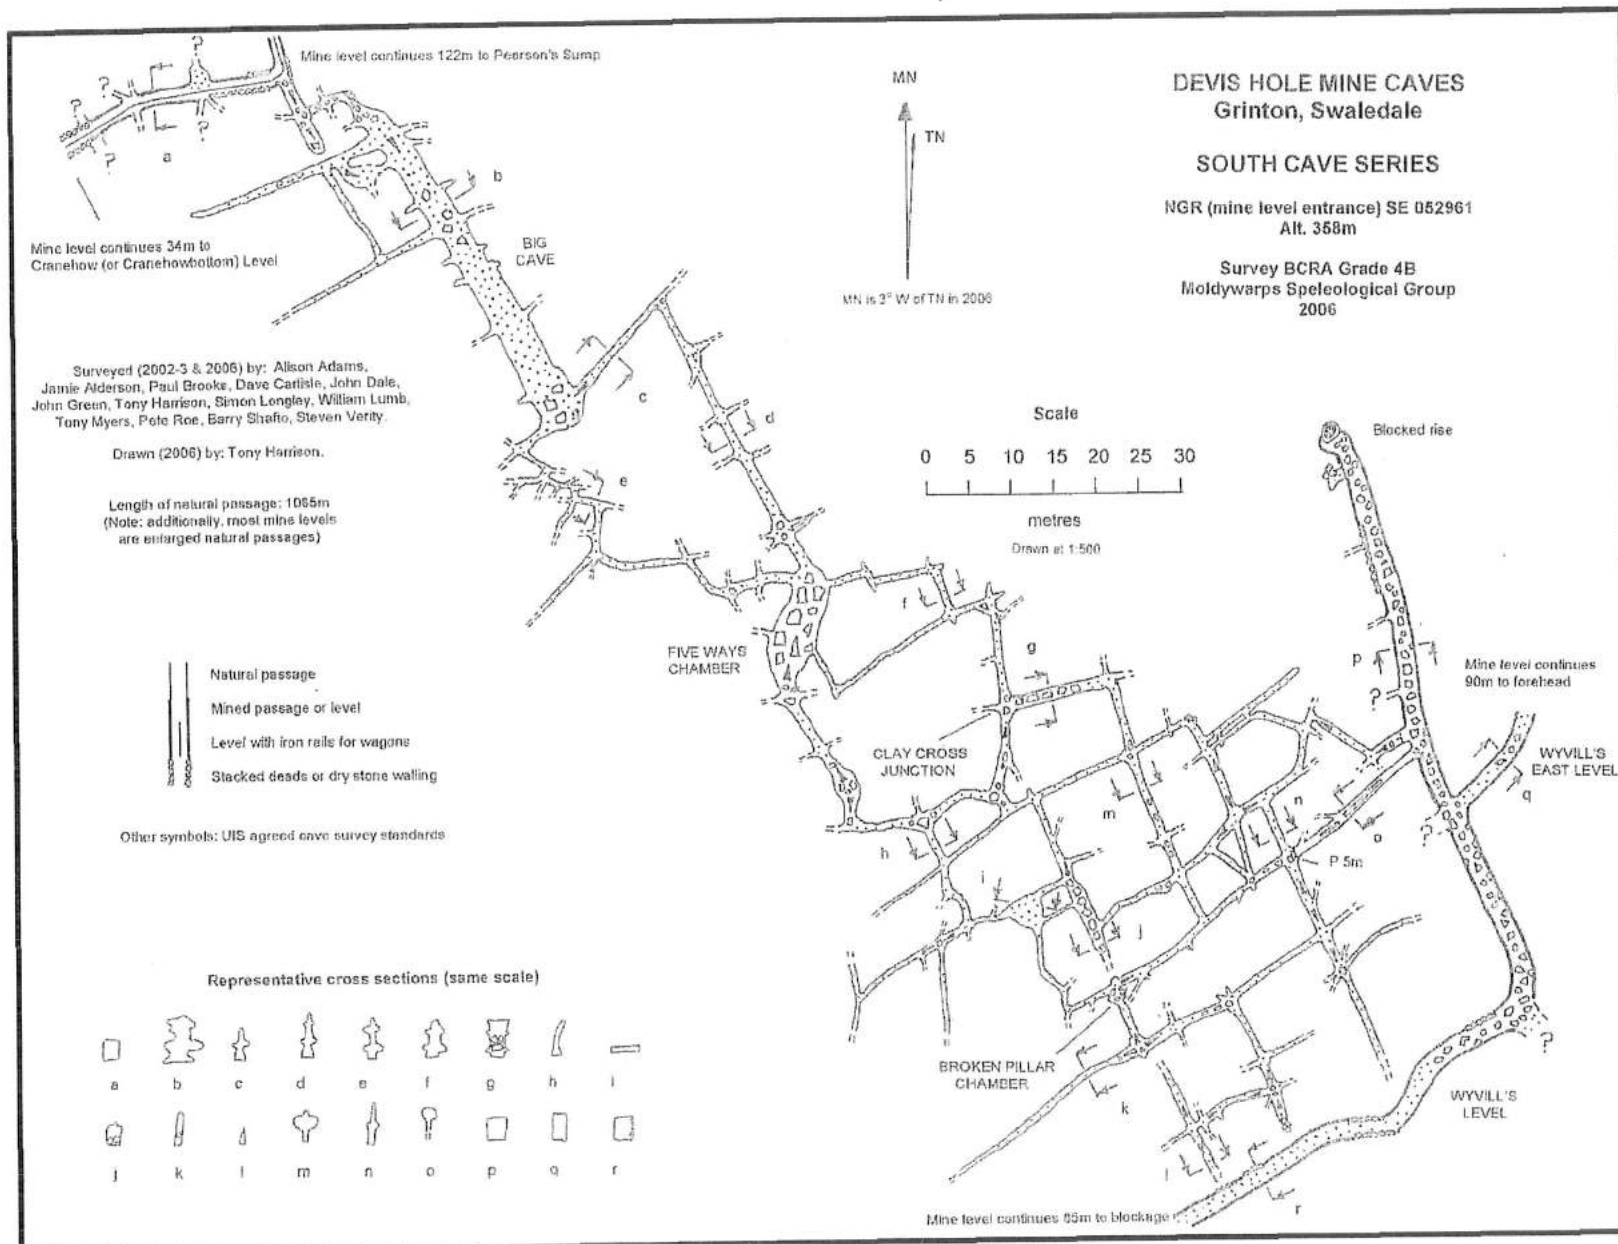 Mine level continues 122m to Pearson's Sump
MN
TN
MN is 3° W of TN in 2006
DEVIS HOLE MINE CAVES
Grinton, Swaledale
SOUTH CAVE SERIES
NGR (mine level entrance) SE 052961
Alt. 358m
Survey BCRA Grade 4B
Moldywarps Speleological Group
2006
? ? ? ? ? ?
a
b
Mine level continues 34m to
Cranehow (or Cranehowbottom) Level
BIG
CAVE
Surveyed (2002-3 & 2006) by: Alison Adams,
Jamie Alderson, Paul Brooke, Dave Carlisle, John Dale,
John Green, Tony Harrison, Simon Longley, William Lumb,
Tony Myers, Pete Roe, Barry Shafto, Steven Verity.
Drawn (2006) by: Tony Harrison.
Length of natural passage: 1065m
(Note: additionally, most mine levels
are enlarged natural passages)
c
d
e
Scale
0 5 10 15 20 25 30
metres
Drawn at 1:500
Blocked rise
f
g
FIVE WAYS
CHAMBER
p
?
Mine level continues
90m to forehead
Natural passage
Mined passage or level
Level with iron rails for wagons
Stacked deads or dry stone walling
Other symbols: UIS agreed cave survey standards
CLAY CROSS
JUNCTION
WYVILL'S
EAST LEVEL
q
m
n
o
?
h
P 5m
i
j
BROKEN PILLAR
CHAMBER
k
?
WYVILL'S
LEVEL
l
r
Mine level continues 85m to blockage
Representative cross sections (same scale)
a b c d e f g h i
j k l m n o p q r